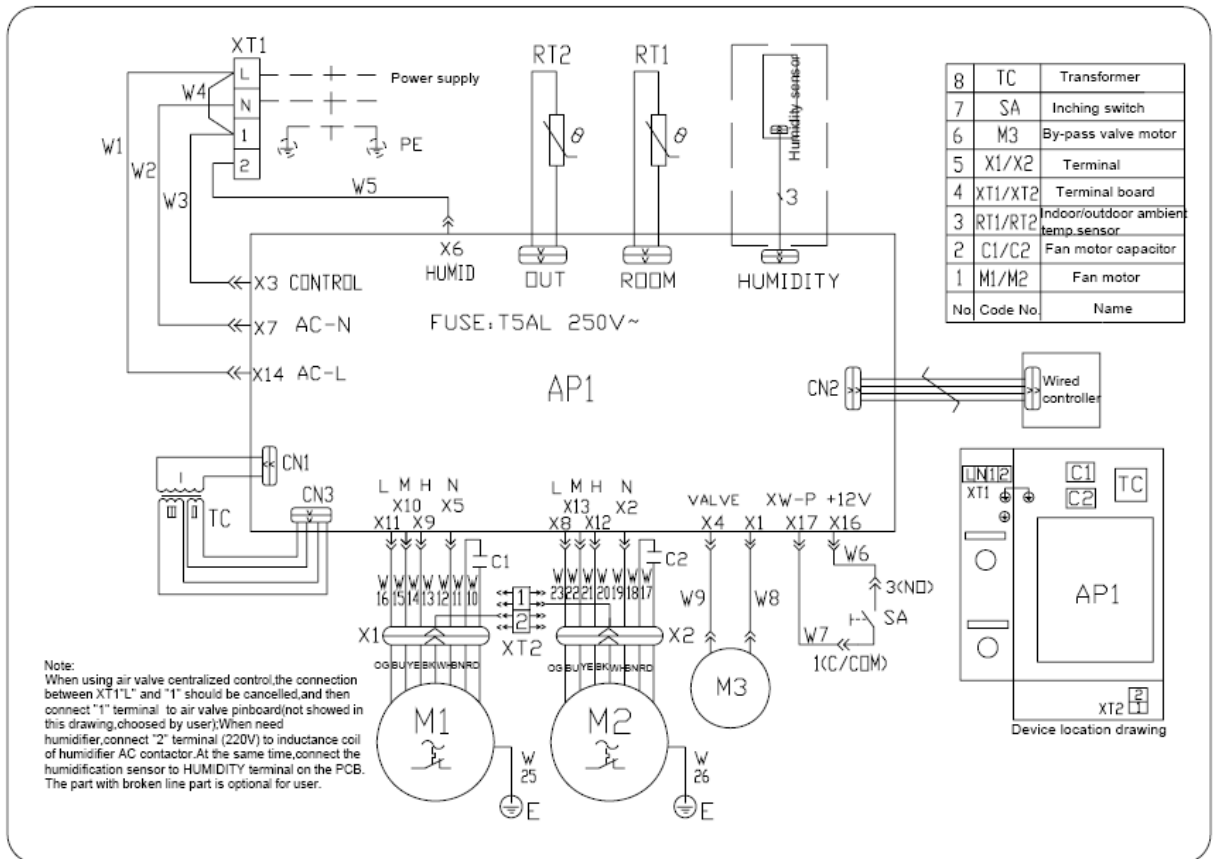 XT1
L
N
1
2
Power supply
PE
W4
W1
W2
W3
W5
RT2
θ
RT1
θ
Humidity sensor
3
8 TC Transformer
7 SA Inching switch
6 M3 By-pass valve motor
5 X1/X2 Terminal
4 XT1/XT2 Terminal board
3 RT1/RT2 Indoor/outdoor ambient
temp.sensor
2 C1/C2 Fan motor capacitor
1 M1/M2 Fan motor
No. Code No. Name
X6
HUMID
OUT
ROOM
HUMIDITY
X3 CONTROL
X7 AC-N
X14 AC-L
FUSE:T5AL 250V~
AP1
CN2
Wired
controller
CN1
CN3
TC
I
II
III
L M H N
X10 X5
X11 X9
L M H N
X13 X2
X8 X12
VALVE XW-P +12V
X4 X1 X17 X16
C1
C2
W W W W W W W
16 15 14 13 12 11 10
W W W W W W W
23 22 21 20 19 18 17
1
2
XT2
X1
X2
OG BU YE BK WH BN RD
OG BU YE BK WH BN RD
M1
M2
W
25
E
W
26
E
W9
W8
M3
W6
3(NO)
SA
W7
1(C/COM)
L N 1 2
XT1
C1
C2
TC
AP1
XT2
2
1
Device location drawing
Note:
When using air valve centralized control,the connection
between XT1"L" and "1" should be cancelled,and then
connect "1" terminal to air valve pinboard(not showed in
this drawing,choosed by user);When need
humidifier,connect "2" terminal (220V) to inductance coil
of humidifier AC contactor.At the same time,connect the
humidification sensor to HUMIDITY terminal on the PCB.
The part with broken line part is optional for user.